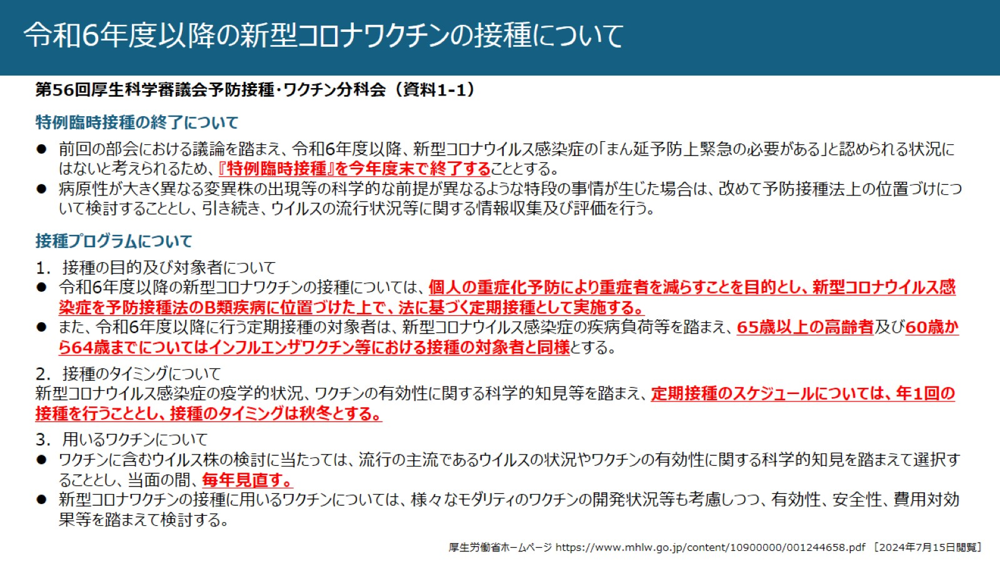 令和6年度以降の新型コロナワクチンの接種について
第56回厚生科学審議会予防接種・ワクチン分科会（資料1-1）
特例臨時接種の終了について
● 前回の部会における議論を踏まえ、令和6年度以降、新型コロナウイルス感染症の「まん延予防上緊急の必要がある」と認められる状況に
はないと考えられるため、『特例臨時接種』を今年度末で終了することとする。
● 病原性が大きく異なる変異株の出現等の科学的な前提が異なるような特段の事情が生じた場合は、改めて予防接種法上の位置づけにつ
いて検討することとし、引き続き、ウイルスの流行状況等に関する情報収集及び評価を行う。
接種プログラムについて
1. 接種の目的及び対象者について
● 令和6年度以降の新型コロナワクチンの接種については、個人の重症化予防により重症者を減らすことを目的とし、新型コロナウイルス感
染症を予防接種法のB類疾病に位置づけた上で、法に基づく定期接種として実施する。
● また、令和6年度以降に行う定期接種の対象者は、新型コロナウイルス感染症の疾病負荷等を踏まえ、65歳以上の高齢者及び60歳か
ら64歳までについてはインフルエンザワクチン等における接種の対象者と同様とする。
2. 接種のタイミングについて
新型コロナウイルス感染症の疫学的状況、ワクチンの有効性に関する科学的知見等を踏まえ、定期接種のスケジュールについては、年1回の
接種を行うこととし、接種のタイミングは秋冬とする。
3. 用いるワクチンについて
● ワクチンに含むウイルス株の検討に当たっては、流行の主流であるウイルスの状況やワクチンの有効性に関する科学的知見を踏まえて選択す
ることとし、当面の間、毎年見直す。
● 新型コロナワクチンの接種に用いるワクチンについては、様々なモダリティのワクチンの開発状況等も考慮しつつ、有効性、安全性、費用対効
果等を踏まえて検討する。
厚生労働省ホームページ https://www.mhlw.go.jp/content/10900000/001244658.pdf ［2024年7月15日閲覧］